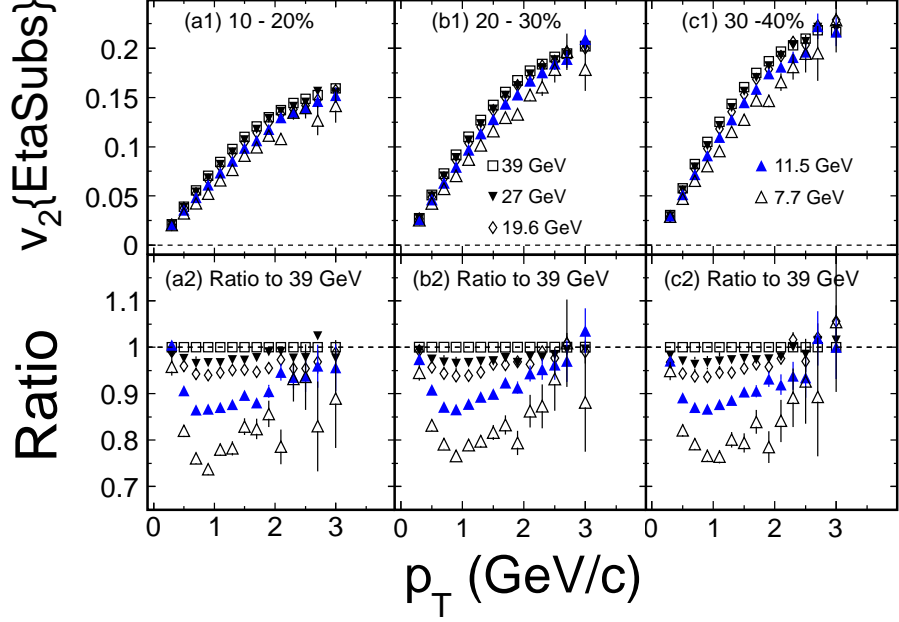 (a1) 10 - 20%
(b1) 20 - 30%
(c1) 30 -40%
v2{EtaSubs}
0.2
0.15
0.1
0.05
0
39 GeV
27 GeV
19.6 GeV
11.5 GeV
7.7 GeV
(a2) Ratio to 39 GeV
(b2) Ratio to 39 GeV
(c2) Ratio to 39 GeV
Ratio
1.1
1
0.9
0.8
0.7
0 1 2 3
0 1 2 3
0 1 2 3
pT (GeV/c)